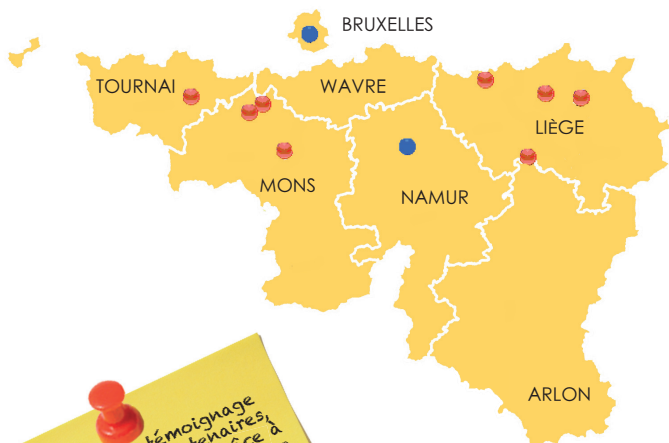 BRUXELLES
TOURNAI
WAVRE
LIÈGE
MONS
NAMUR
ARLON
témoignage